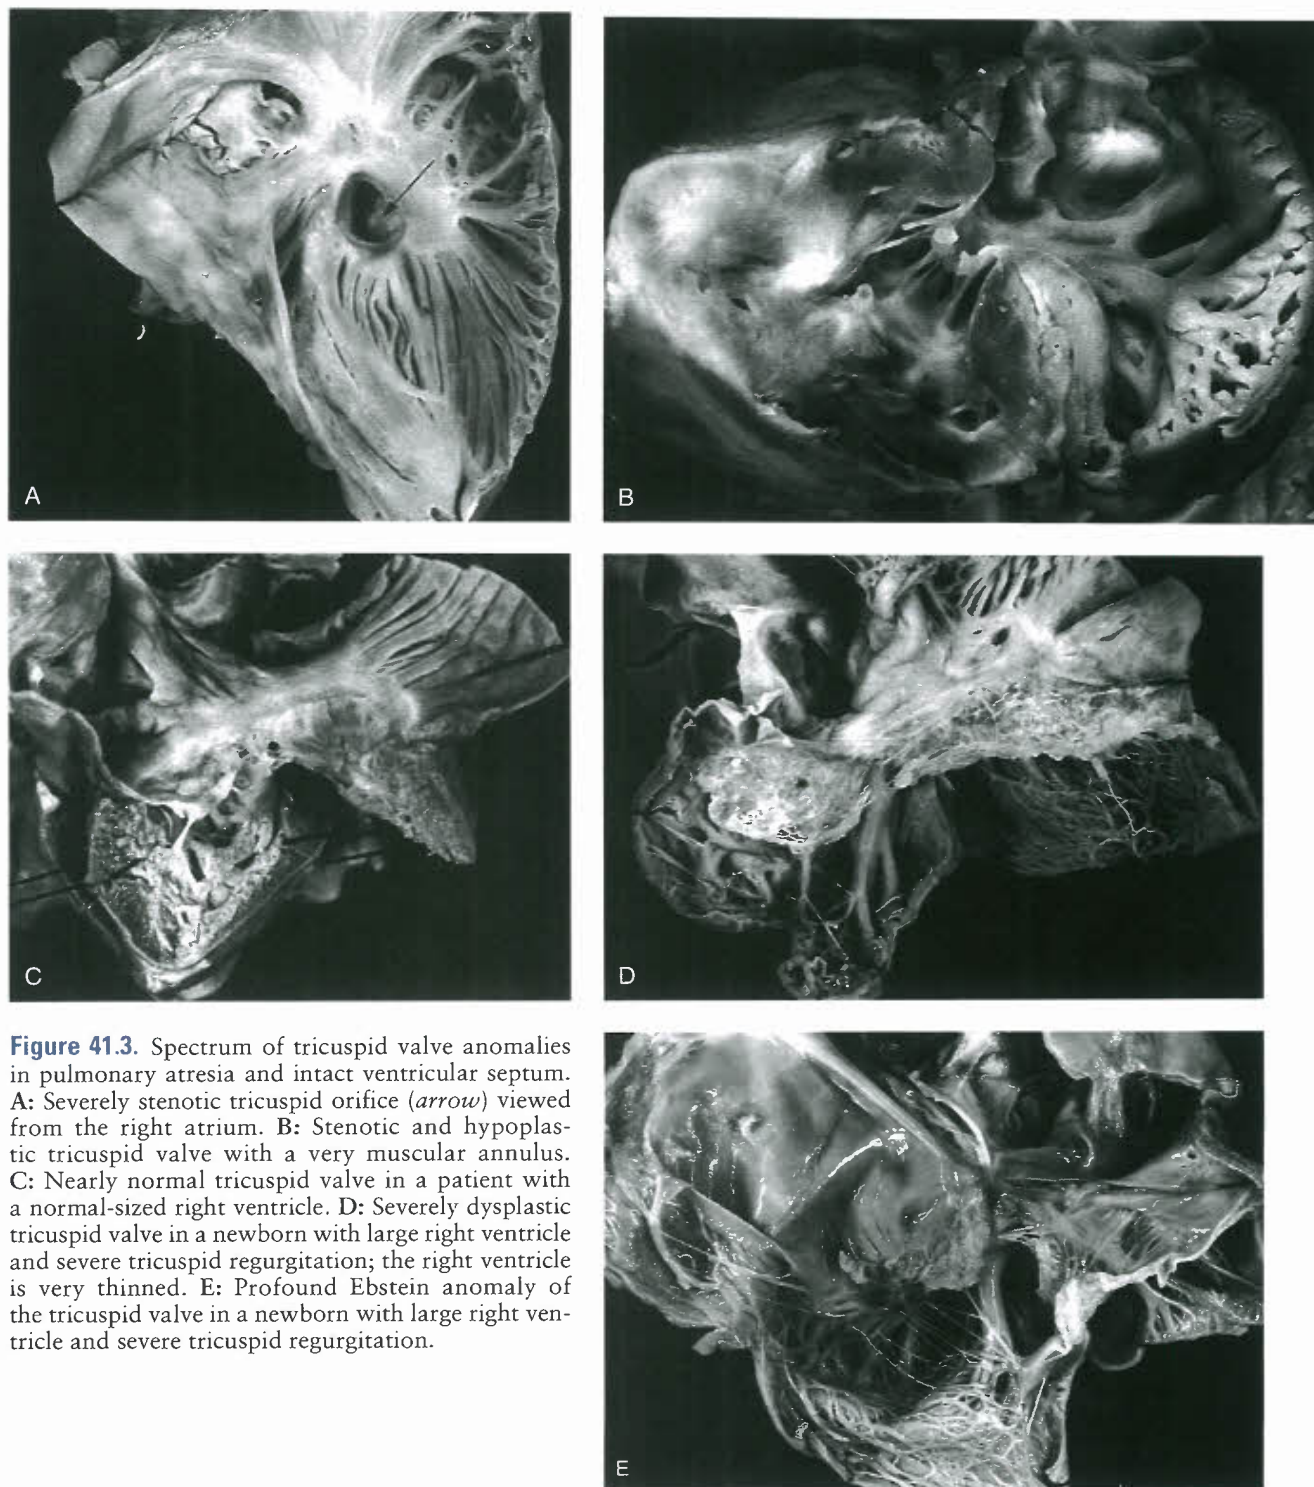 A
B
C
D
Figure 41.3. Spectrum of tricuspid valve anomalies
in pulmonary atresia and intact ventricular septum.
A: Severely stenotic tricuspid orifice (arrow) viewed
from the right atrium. B: Stenotic and hypoplas-
tic tricuspid valve with a very muscular annulus.
C: Nearly normal tricuspid valve in a patient with
a normal-sized right ventricle. D: Severely dysplastic
tricuspid valve in a newborn with large right ventricle
and severe tricuspid regurgitation; the right ventricle
is very thinned. E: Profound Ebstein anomaly of
the tricuspid valve in a newborn with large right ven-
tricle and severe tricuspid regurgitation.
E